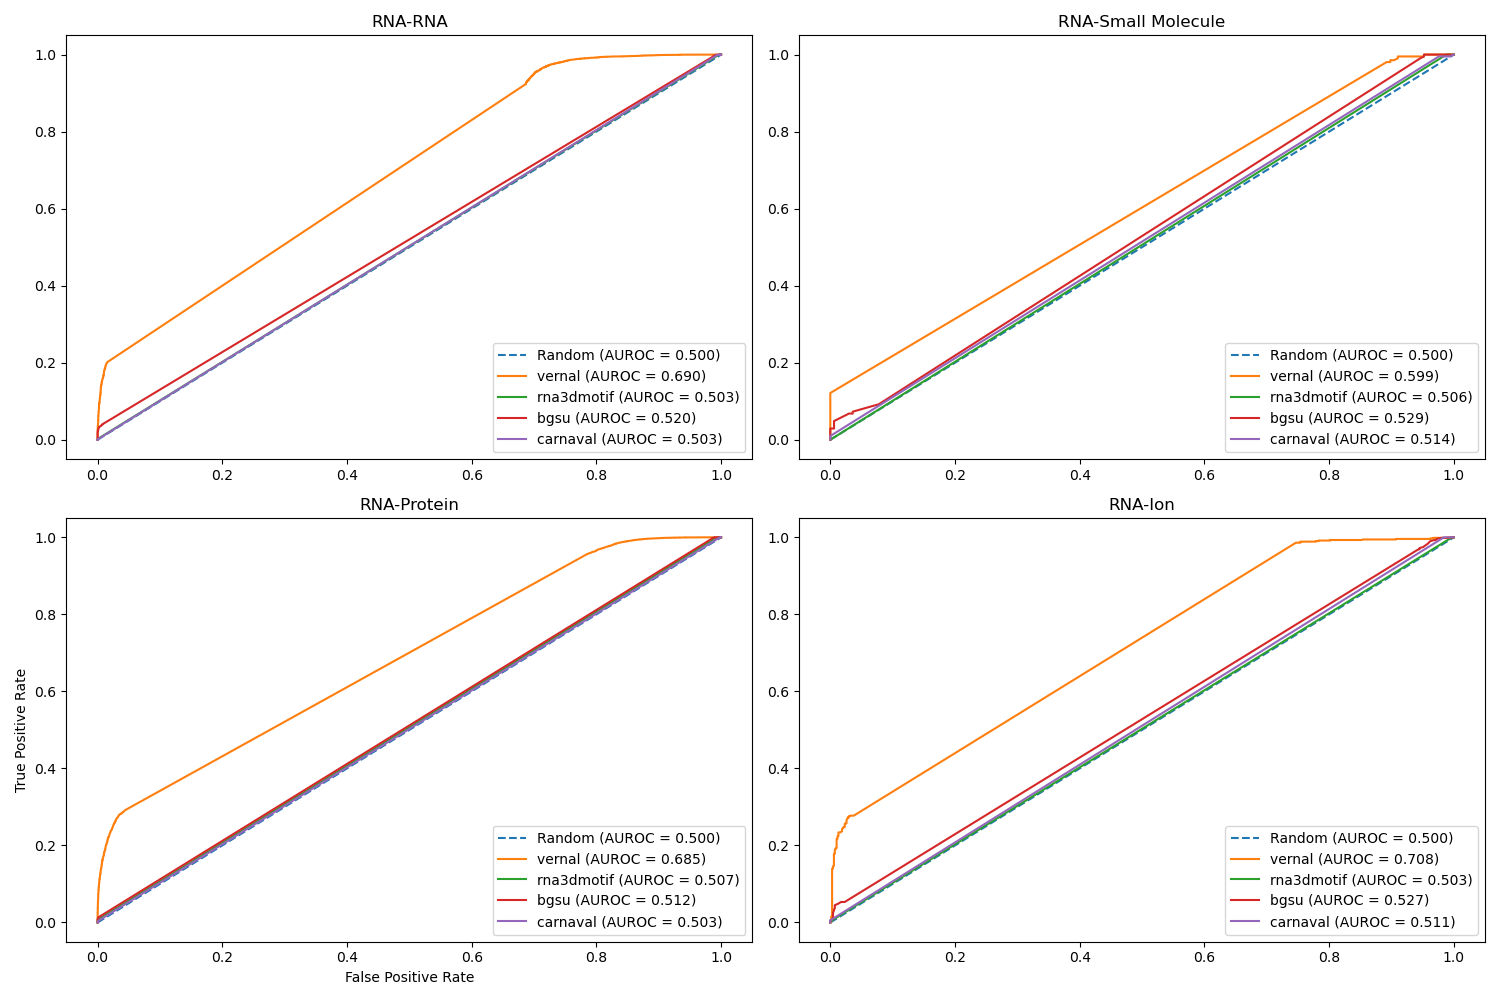 RNA-RNA
1.0
0.8
0.6
0.4
0.2
0.0
0.0 0.2 0.4 0.6 0.8 1.0
Random (AUROC = 0.500)
vernal (AUROC = 0.690)
rna3dmotif (AUROC = 0.503)
bgsu (AUROC = 0.520)
carnaval (AUROC = 0.503)
RNA-Small Molecule
1.0
0.8
0.6
0.4
0.2
0.0
0.0 0.2 0.4 0.6 0.8 1.0
Random (AUROC = 0.500)
vernal (AUROC = 0.599)
rna3dmotif (AUROC = 0.506)
bgsu (AUROC = 0.529)
carnaval (AUROC = 0.514)
RNA-Protein
True Positive Rate
1.0
0.8
0.6
0.4
0.2
0.0
0.0 0.2 0.4 0.6 0.8 1.0
False Positive Rate
Random (AUROC = 0.500)
vernal (AUROC = 0.685)
rna3dmotif (AUROC = 0.507)
bgsu (AUROC = 0.512)
carnaval (AUROC = 0.503)
RNA-Ion
1.0
0.8
0.6
0.4
0.2
0.0
0.0 0.2 0.4 0.6 0.8 1.0
Random (AUROC = 0.500)
vernal (AUROC = 0.708)
rna3dmotif (AUROC = 0.503)
bgsu (AUROC = 0.527)
carnaval (AUROC = 0.511)